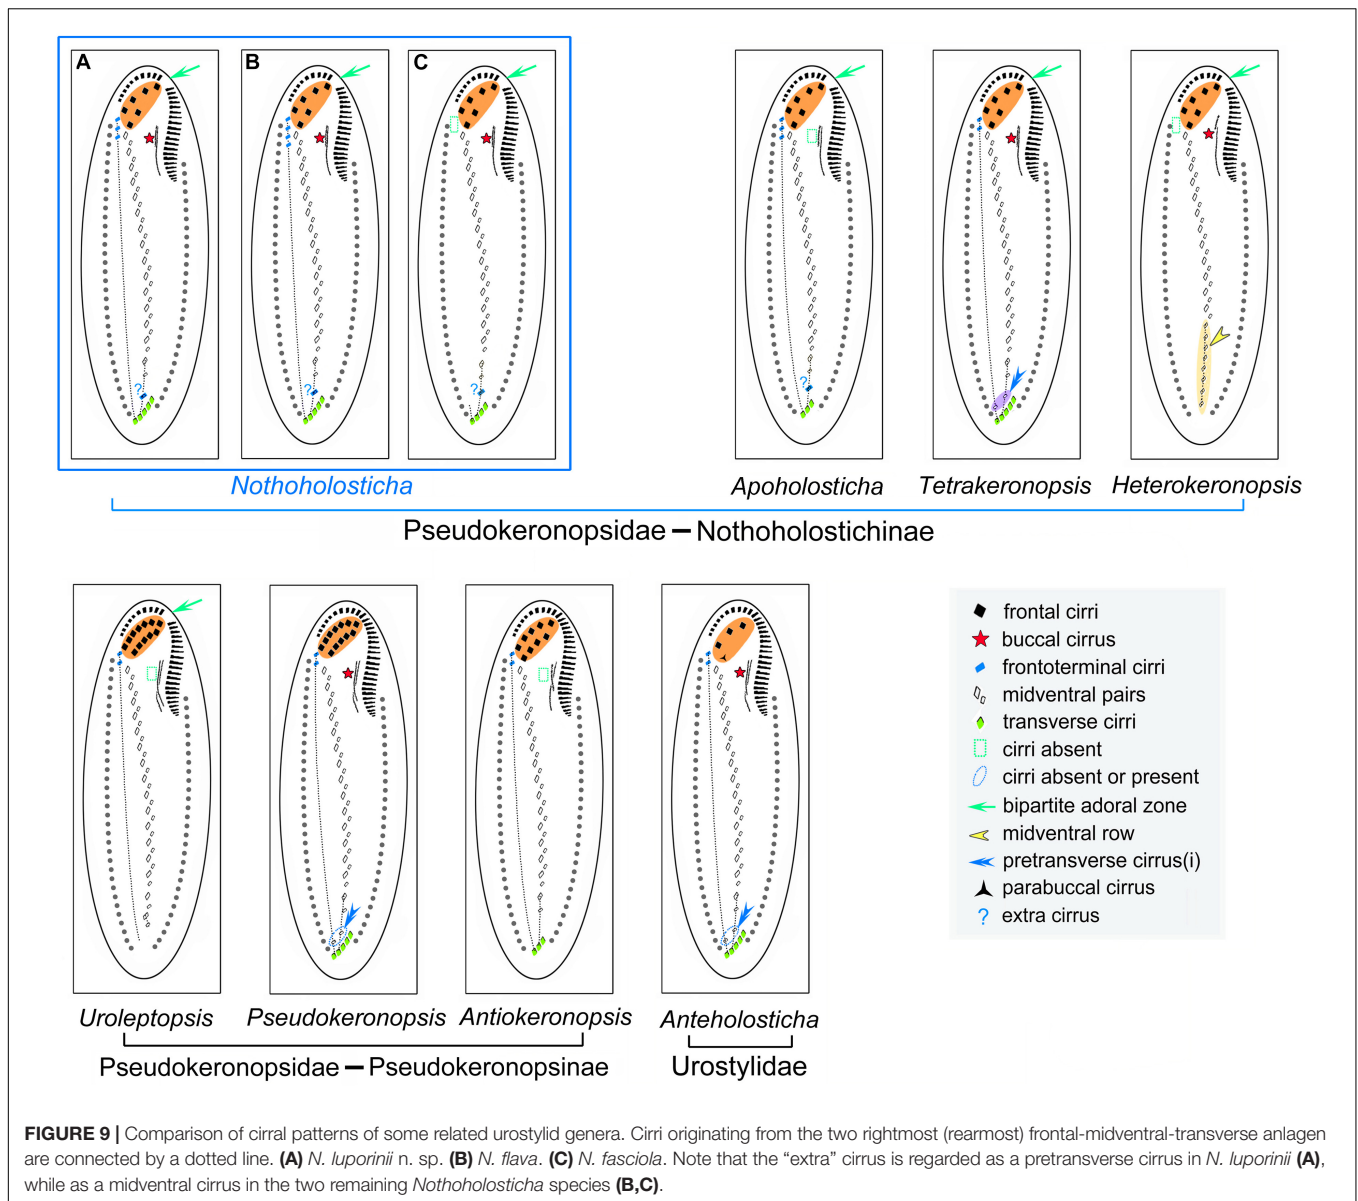 A
B
C
?
?
?
?
Nothoholosticha
Apoholosticha
Tetrakeronopsis
Heterokeronopsis
Pseudokeronopsidae – Nothoholostichinae
frontal cirri
buccal cirrus
frontoterminal cirri
midventral pairs
transverse cirri
cirri absent
cirri absent or present
bipartite adoral zone
midventral row
pretransverse cirrus(i)
parabuccal cirrus
? extra cirrus
Uroleptopsis
Pseudokeronopsis
Antiokeronopsis
Anteholosticha
Pseudokeronopsidae – Pseudokeronopsinae
Urostylidae
FIGURE 9 | Comparison of cirral patterns of some related urostylid genera. Cirri originating from the two rightmost (rearmost) frontal-midventral-transverse anlagen
are connected by a dotted line. (A) N. luporinii n. sp. (B) N. flava. (C) N. fasciola. Note that the “extra” cirrus is regarded as a pretransverse cirrus in N. luporinii (A),
while as a midventral cirrus in the two remaining Nothoholosticha species (B,C).